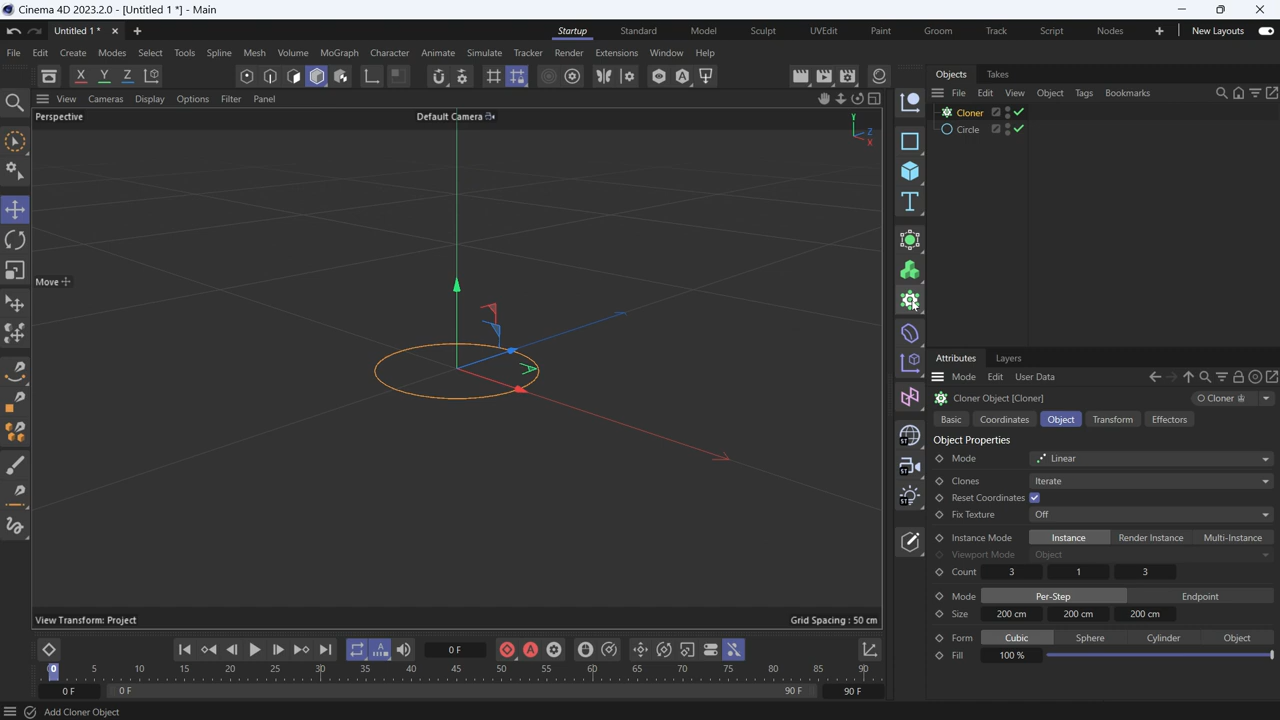 Cinema 4D 2023.2.0 - [Untitled 1 *] - Main
Untitled 1 * Startup Standard Model Sculpt UVEdit Paint Groom Track Script Nodes New Layouts
File Edit Create Modes Select Tools Spline Mesh Volume MoGraph Character Animate Simulate Tracker Render Extensions Window Help
X Y Z
Objects Takes
View Cameras Display Options Filter Panel
File Edit View Object Tags Bookmarks
Perspective Default Camera
Y
Z
X
Cloner
Circle
T
Move
Attributes Layers
Mode Edit User Data
Cloner Object [Cloner] Cloner
Basic Coordinates Object Transform Effectors
Object Properties
Mode Linear
Clones Iterate
Reset Coordinates
Fix Texture Off
Instance Mode Instance Render Instance Multi-Instance
Viewport Mode Object
Count 3 1 3
Mode Per-Step Endpoint
Size 200 cm 200 cm 200 cm
Form Cubic Sphere Cylinder Object
Fill 100 %
ST
ST
ST
View Transform: Project Grid Spacing : 50 cm
0 F
0 5 10 15 20 25 30 35 40 45 50 55 60 65 70 75 80 85 90
0 F 0 F 90 F 90 F
Add Cloner Object